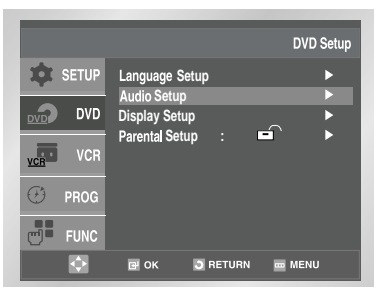 DVD Setup
SETUP
DVD DVD
VCR VCR
PROG
FUNC
Language Setup
Audio Setup
Display Setup
Parental Setup :
OK RETURN MENU